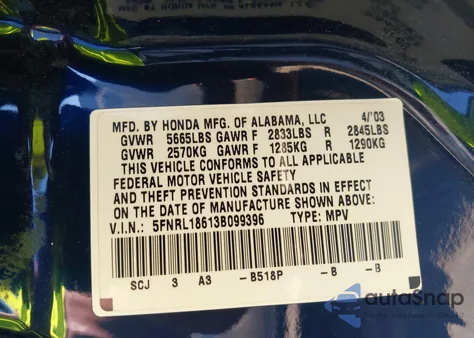 MFD. BY HONDA MFG. OF ALABAMA, LLC 4/'03
GVWR 5665LBS GAWR F 2833LBS R 2845LBS
GVWR 2570KG GAWR F 1285KG R 1290KG
THIS VEHICLE CONFORMS TO ALL APPLICABLE
FEDERAL MOTOR VEHICLE SAFETY
AND THEFT PREVENTION STANDARDS IN EFFECT
ON THE DATE OF MANUFACTURE SHOWN ABOVE.
V.I.N.: 5FNRL18613B099396 TYPE: MPV
SCJ 3 A3 -B518P -B -B
autoSnap